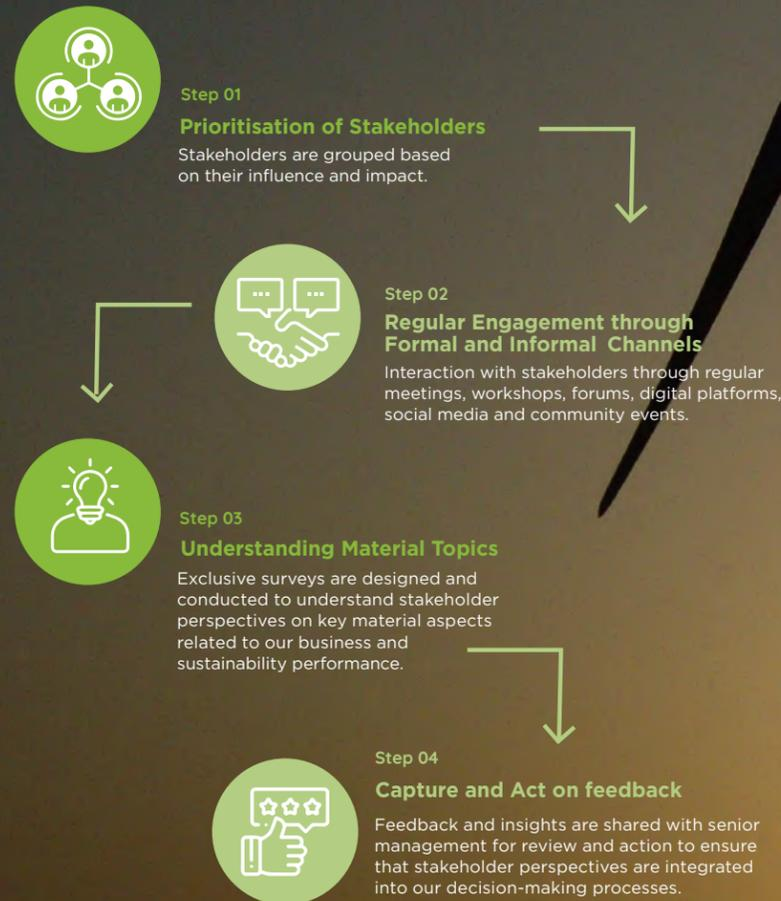 Step 01
Prioritisation of Stakeholders
Stakeholders are grouped based
on their influence and impact.
Step 02
Regular Engagement through
Formal and Informal Channels
Interaction with stakeholders through regular
meetings, workshops, forums, digital platforms,
social media and community events.
Step 03
Understanding Material Topics
Exclusive surveys are designed and
conducted to understand stakeholder
perspectives on key material aspects
related to our business and
sustainability performance.
Step 04
Capture and Act on feedback
Feedback and insights are shared with senior
management for review and action to ensure
that stakeholder perspectives are integrated
into our decision-making processes.